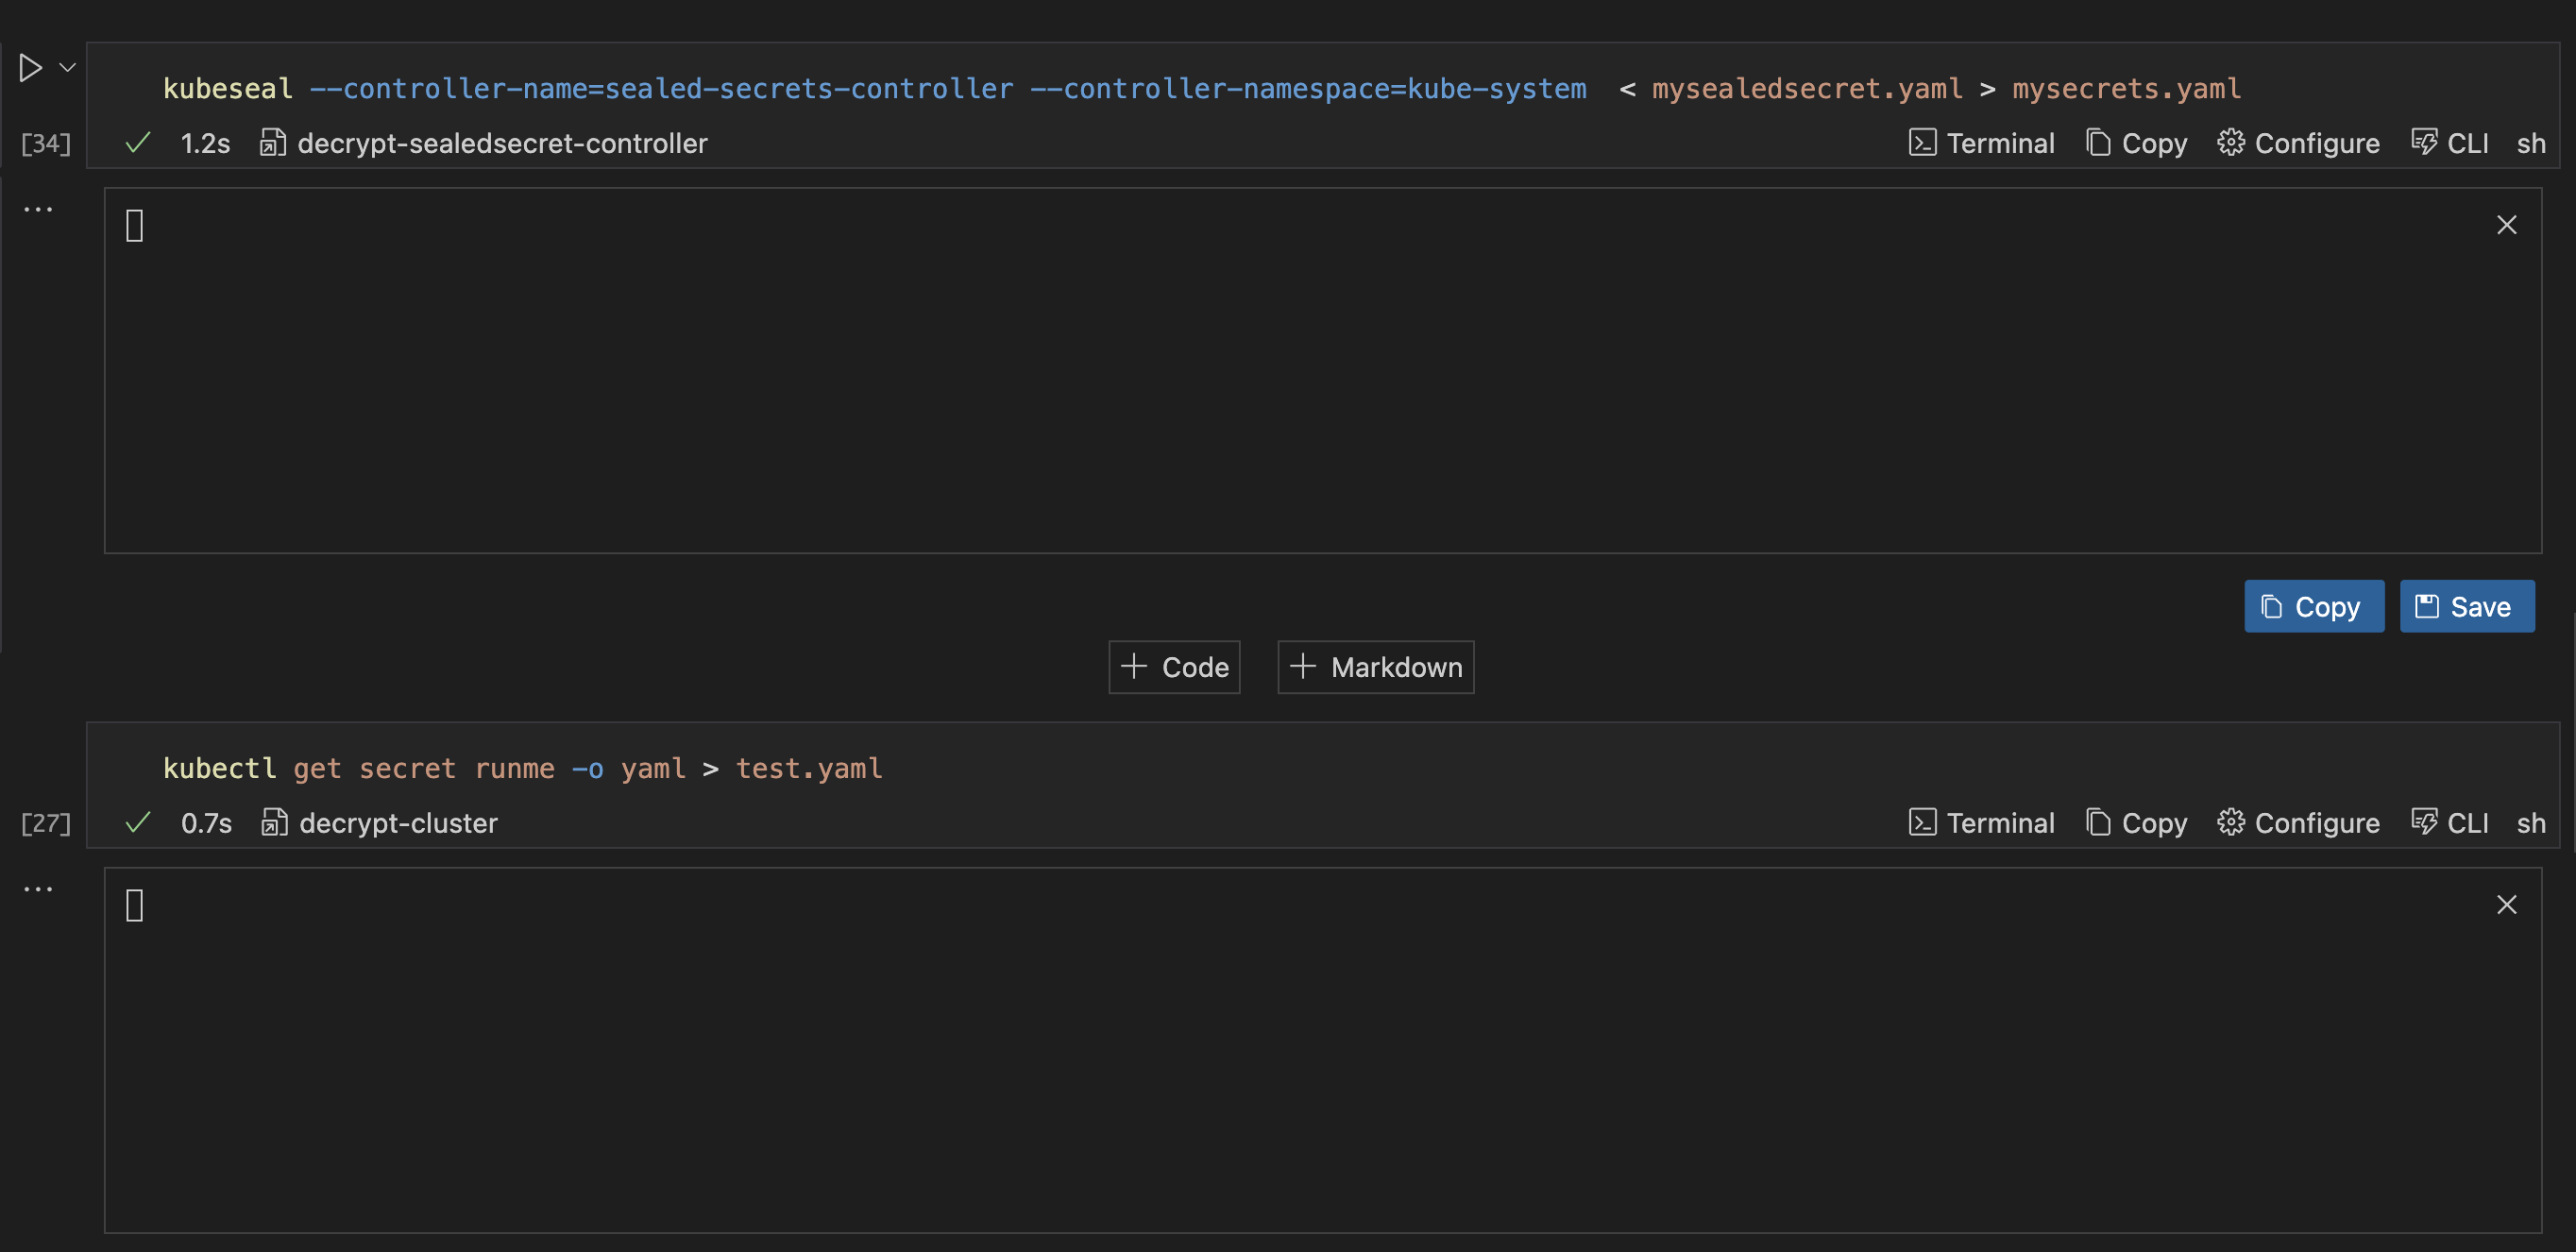 kubeseal --controller-name=sealed-secrets-controller --controller-namespace=kube-system  < mysealedsecret.yaml > mysecrets.yaml
[34] 1.2s decrypt-sealedsecret-controller Terminal Copy Configure CLI sh
...
Copy Save
Code Markdown
kubectl get secret runme -o yaml > test.yaml
[27] 0.7s decrypt-cluster Terminal Copy Configure CLI sh
...